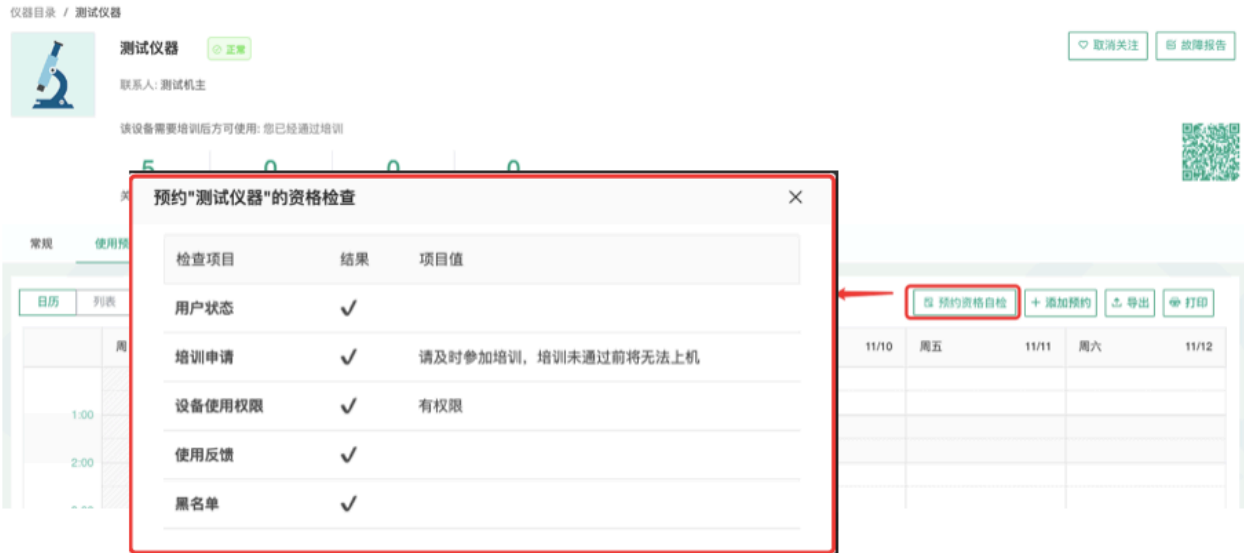 仪器目录 / 测试仪器
测试仪器 正常
取消关注 故障报告
联系人: 测试机主
该设备需要培训后方可使用: 您已经通过培训
5 0 0 0
关
预约"测试仪器"的资格检查
常规 使用预
检查项目 结果 项目值
日历 列表
预约资格自检 + 添加预约 导出 打印
用户状态 ✓
周 11/10 周五 11/11 周六 11/12
培训申请 ✓ 请及时参加培训，培训未通过前将无法上机
设备使用权限 ✓ 有权限
1:00
使用反馈 ✓
2:00
黑名单 ✓